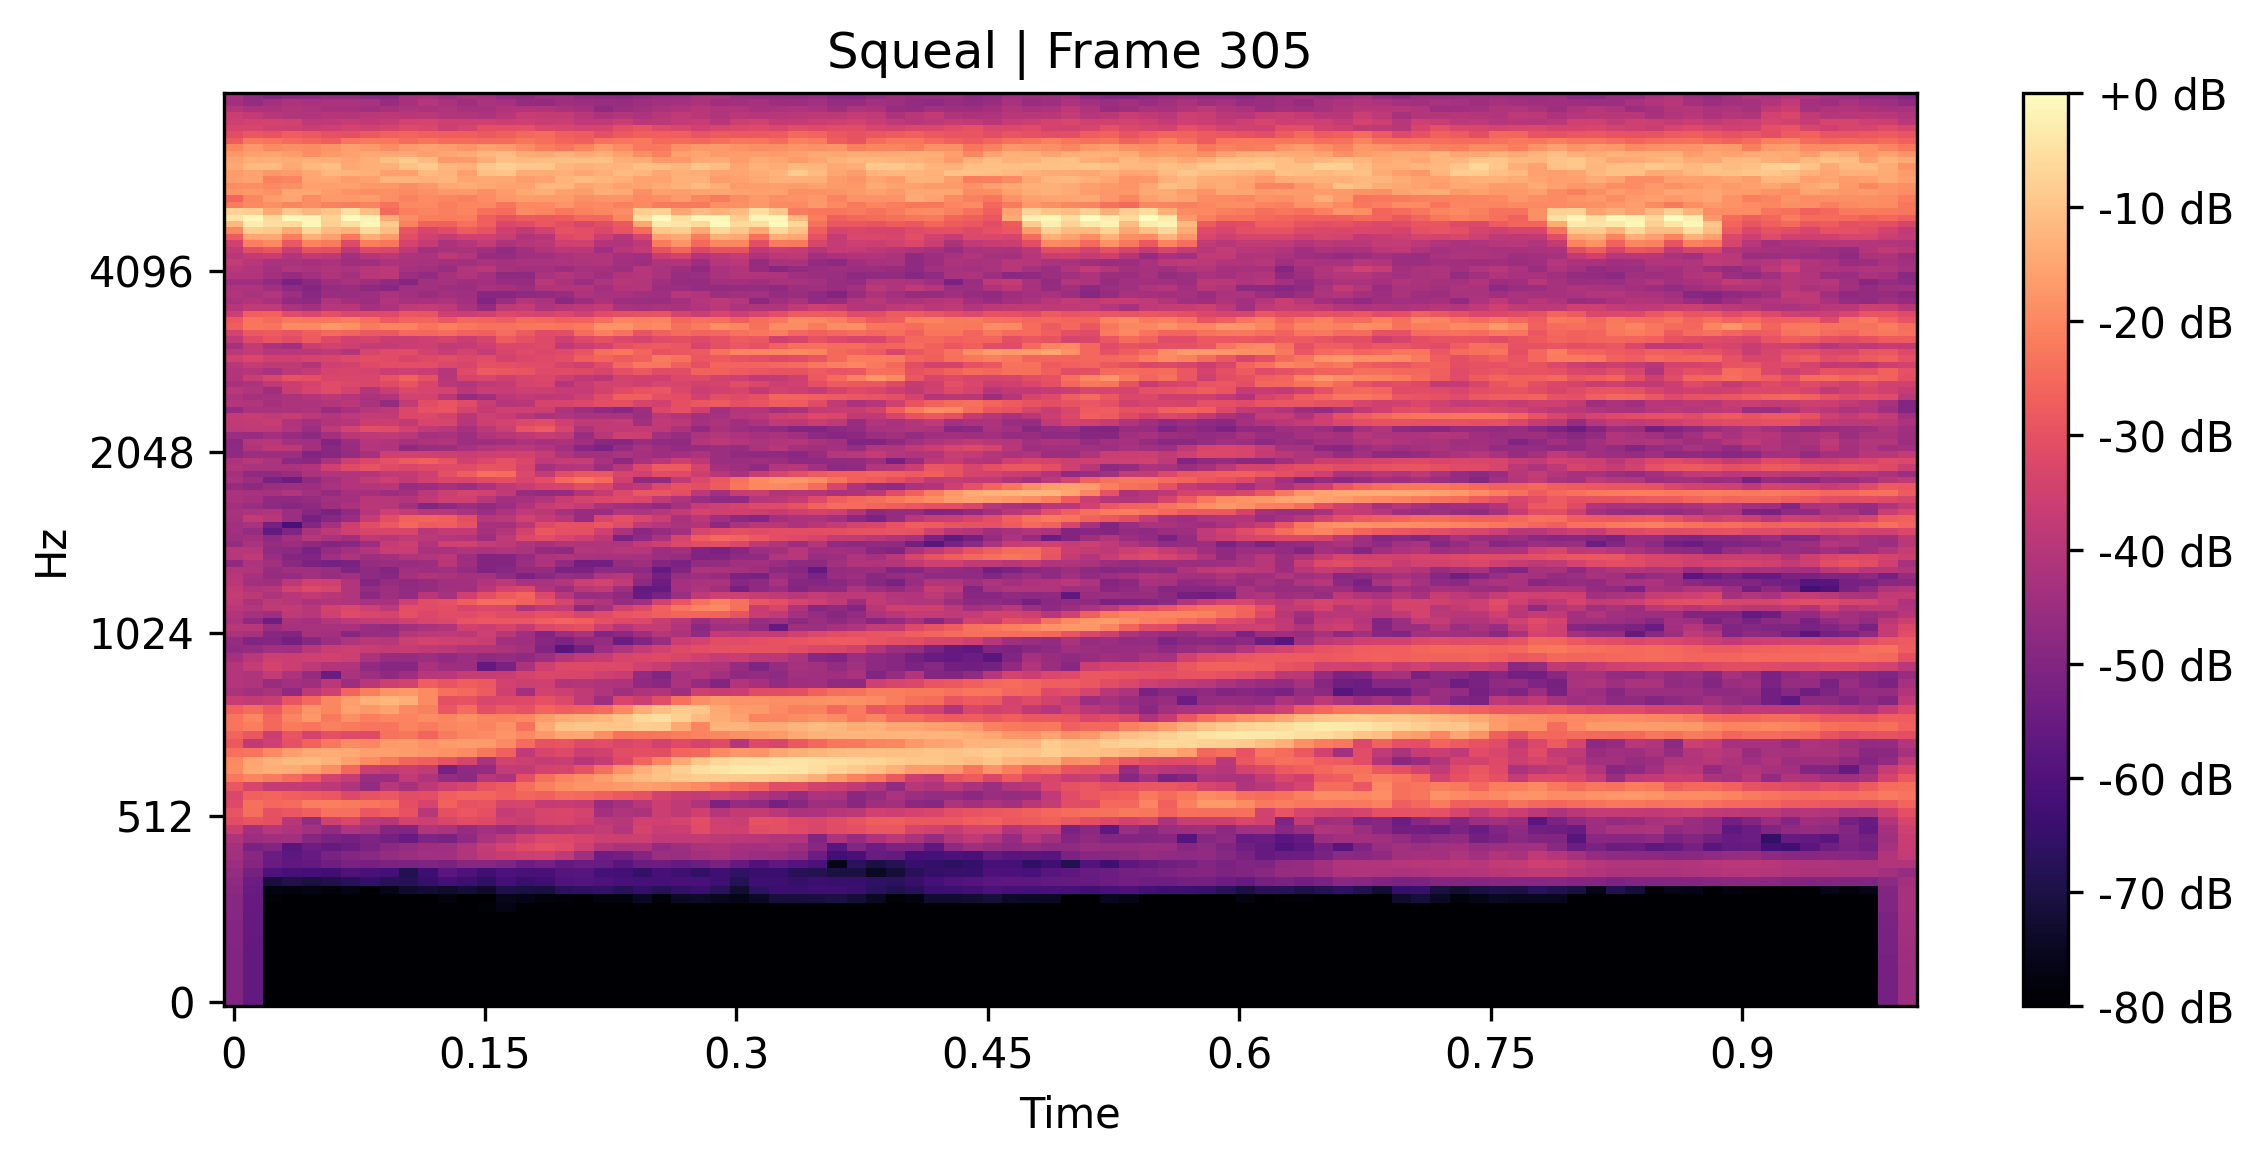 Squeal | Frame 305
+0 dB
-10 dB
-20 dB
-30 dB
-40 dB
-50 dB
-60 dB
-70 dB
-80 dB
Hz
4096
2048
1024
512
0
0 0.15 0.3 0.45 0.6 0.75 0.9
Time